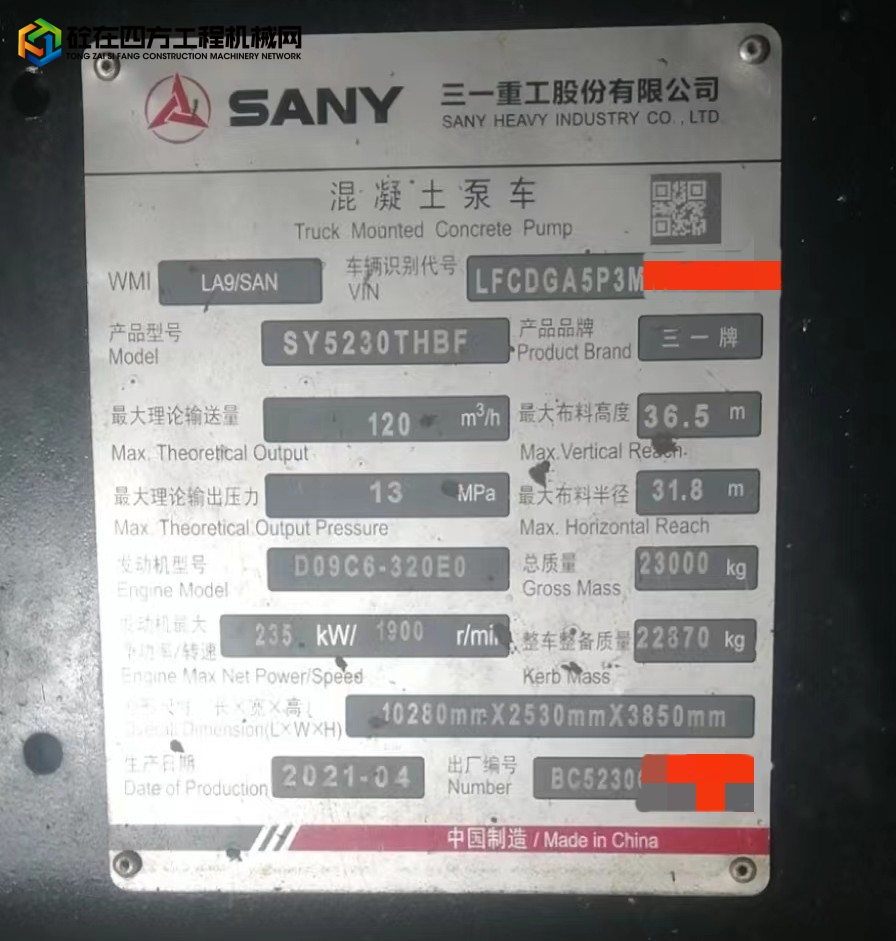 砼在四方工程机械网
TONG ZAI SI FANG CONSTRUCTION MACHINERY NETWORK
SANY 三一重工股份有限公司
SANY HEAVY INDUSTRY CO.,LTD
混凝土泵车
Truck Mounted Concrete Pump
WMI LA9/SAN 车辆识别代号 LFCDGA5P3M
VIN
产品型号 SY5230THBF 产品品牌 三一牌
Model Product Brand
最大理论输送量 120 m³/h 最大布料高度 36.5 m
Max. Theoretical Output Max.Vertical Reach
最大理论输出压力 13 MPa 最大布料半径 31.8 m
Max. Theoretical Output Pressure Max. Horizontal Reach
发动机型号 D09C6-320E0 总质量 23000 kg
Engine Model Gross Mass
发动机最大 235 kW/ 1900 r/min 整车整备质量 22870 kg
净功率/转速
Engine Max Net Power/Speed Kerb Mass
长×宽×高 10280mmX2530mmX3850mm
Overall Dimension(L×W×H)
生产日期 2021-04 出厂编号 BC5230
Date of Production Number
中国制造 / Made in China